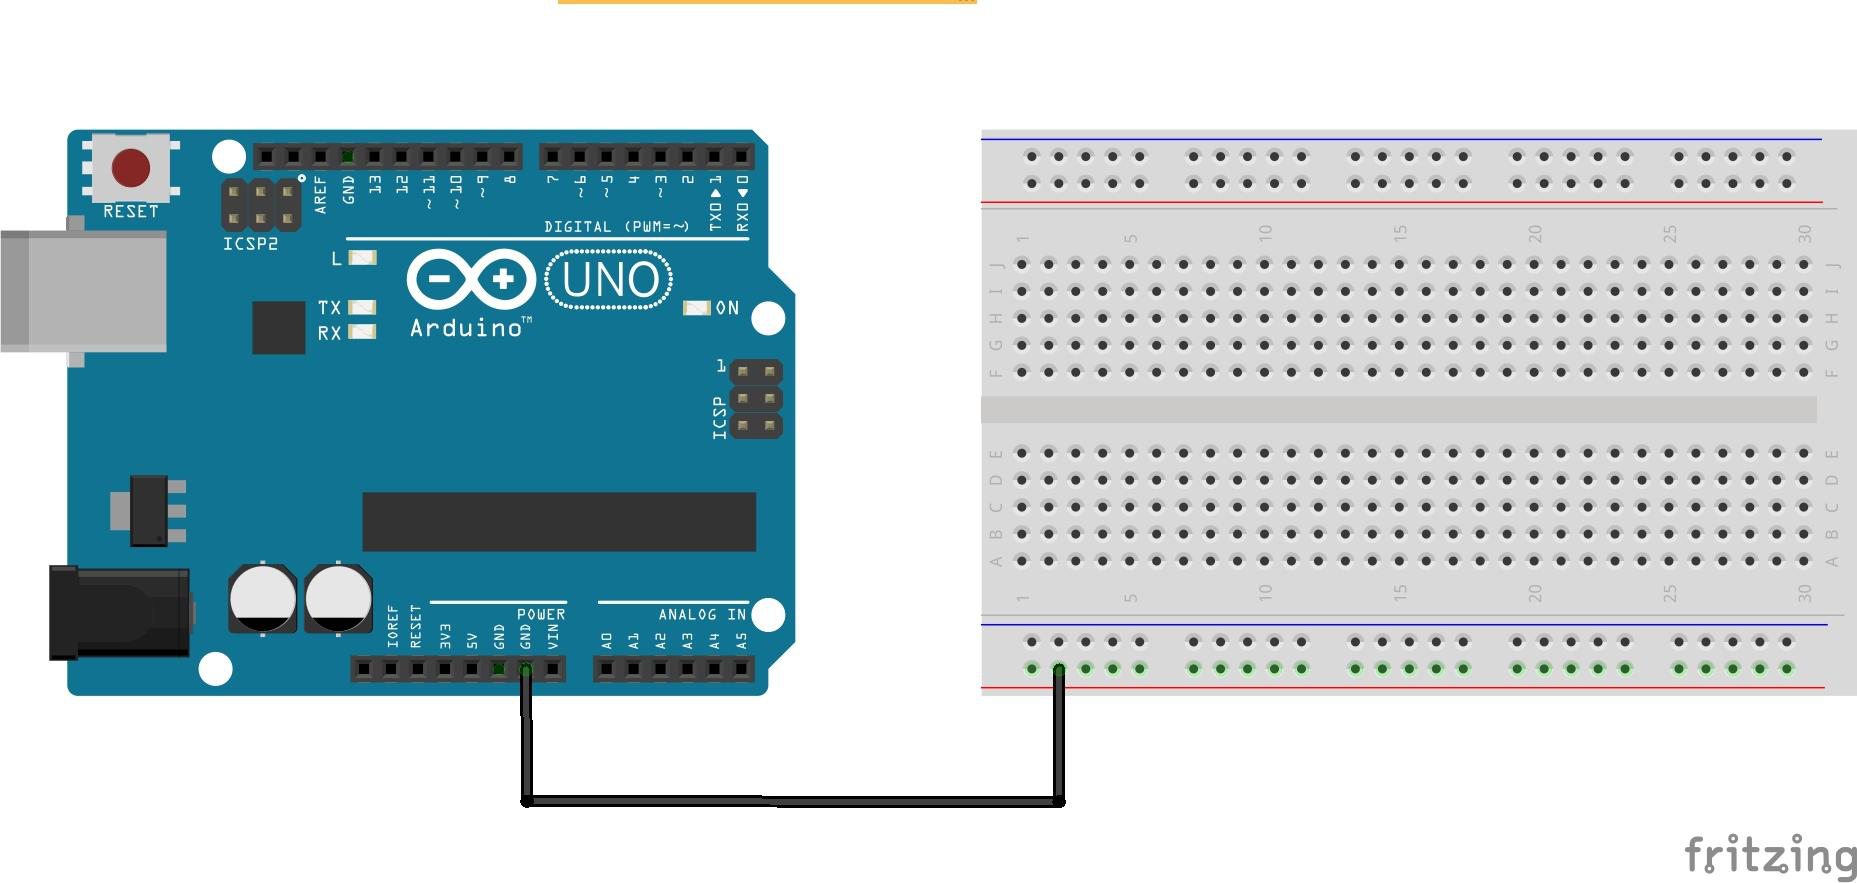 RESET
ICSP2
AREF
GND
13
12
~11
~10
~9
8
7
~6
~5
4
~3
2
TX0▶1
RX0◀0
DIGITAL (PWM=~)
L
TX
RX
Arduino™
UNO
ON
1
ICSP
IOREF
RESET
3V3
5V
GND
GND
VIN
POWER
ANALOG IN
A0
A1
A2
A3
A4
A5
1 5 10 15 20 25 30
J J
I I
H H
G G
F F
E E
D D
C C
B B
A A
1 5 10 15 20 25 30
fritzing